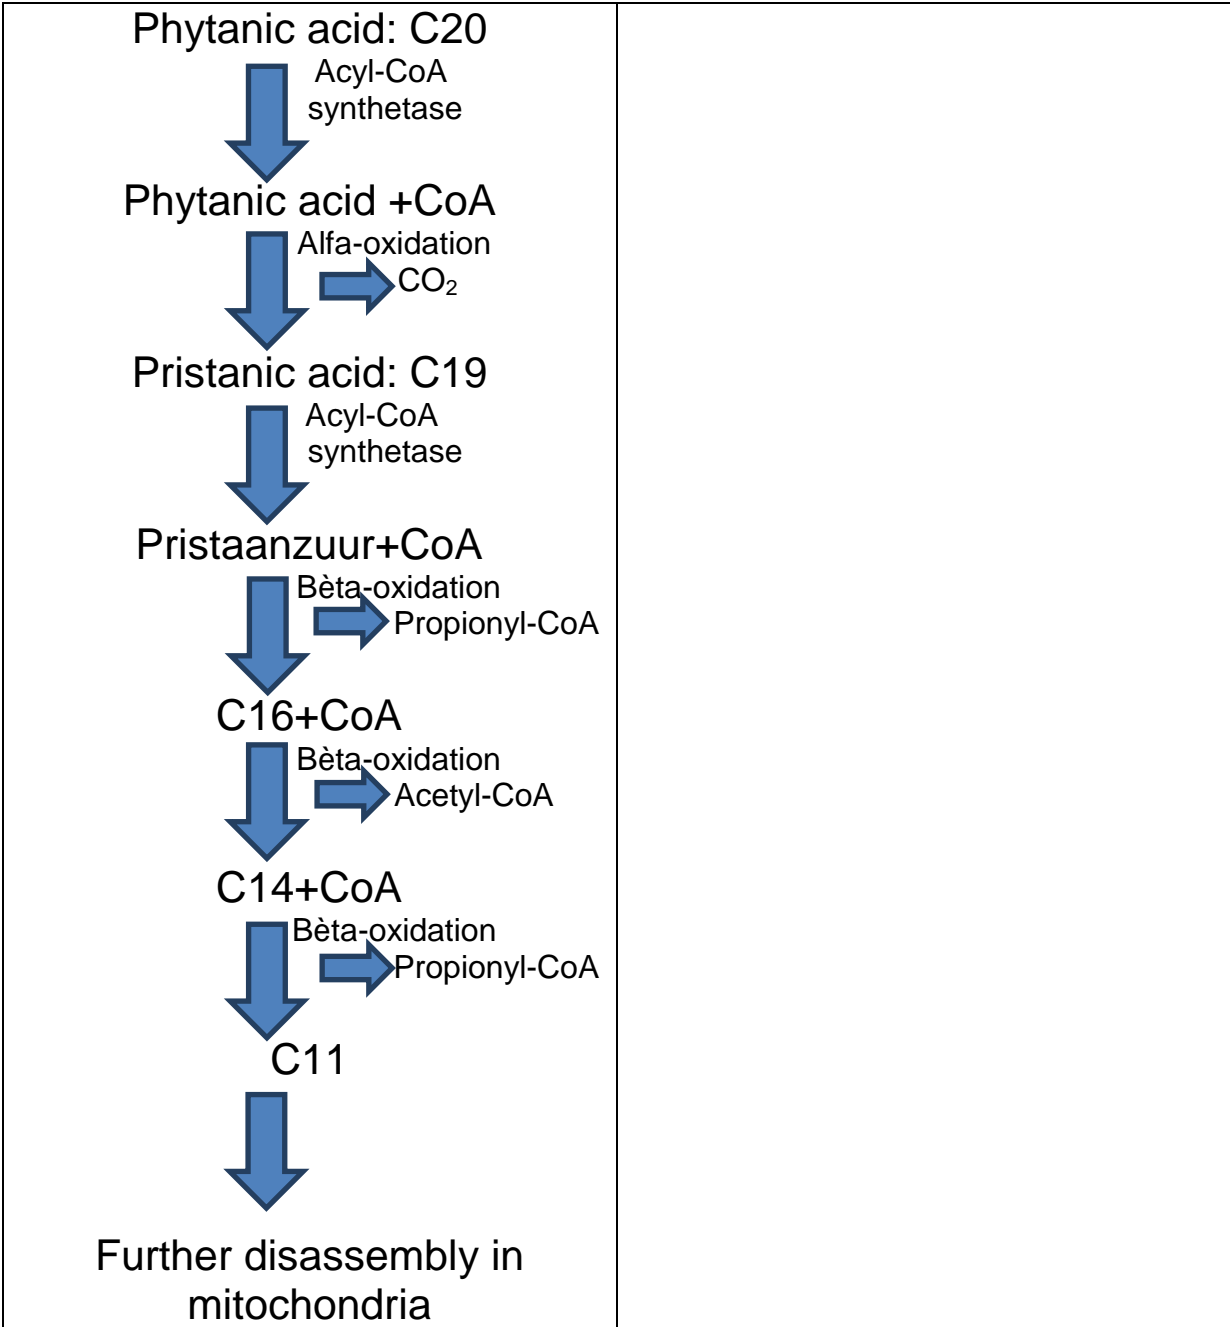 Phytanic acid: C20
Acyl-CoA
synthetase
Phytanic acid +CoA
Alfa-oxidation
CO₂
Pristanic acid: C19
Acyl-CoA
synthetase
Pristaanzuur+CoA
Bèta-oxidation
Propionyl-CoA
C16+CoA
Bèta-oxidation
Acetyl-CoA
C14+CoA
Bèta-oxidation
Propionyl-CoA
C11
Further disassembly in
mitochondria